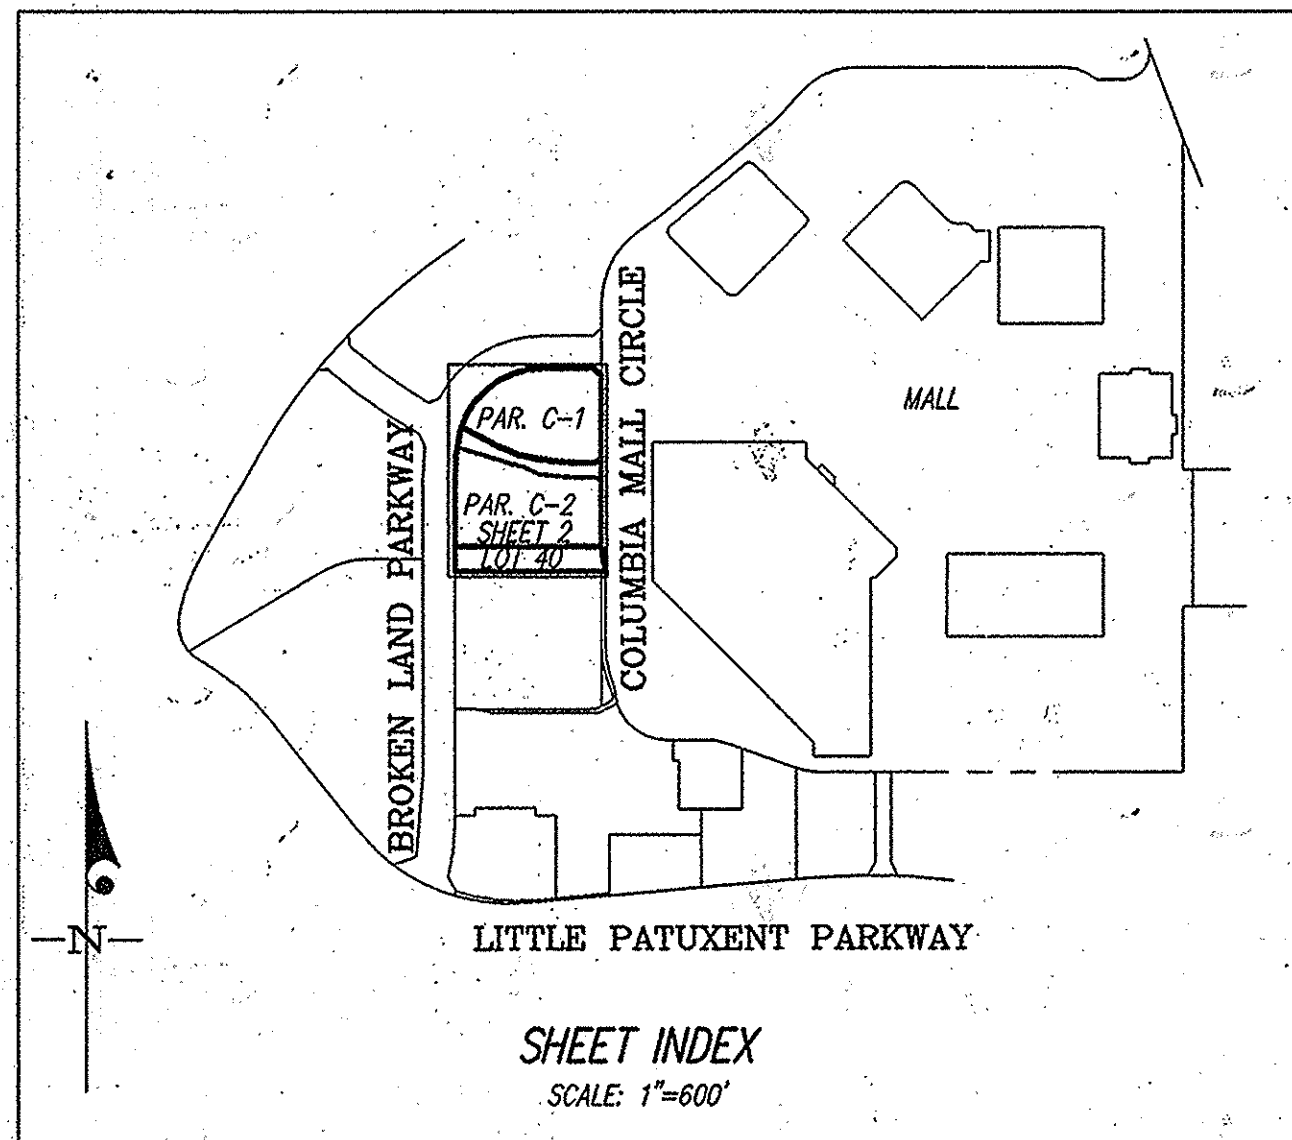 MALL
COLUMBIA MALL CIRCLE
PAR. C-1
PAR. C-2
SHEET 2
LOT 40
BROKEN LAND PARKWAY
N
LITTLE PATUXENT PARKWAY
SHEET INDEX
SCALE: 1"=600'